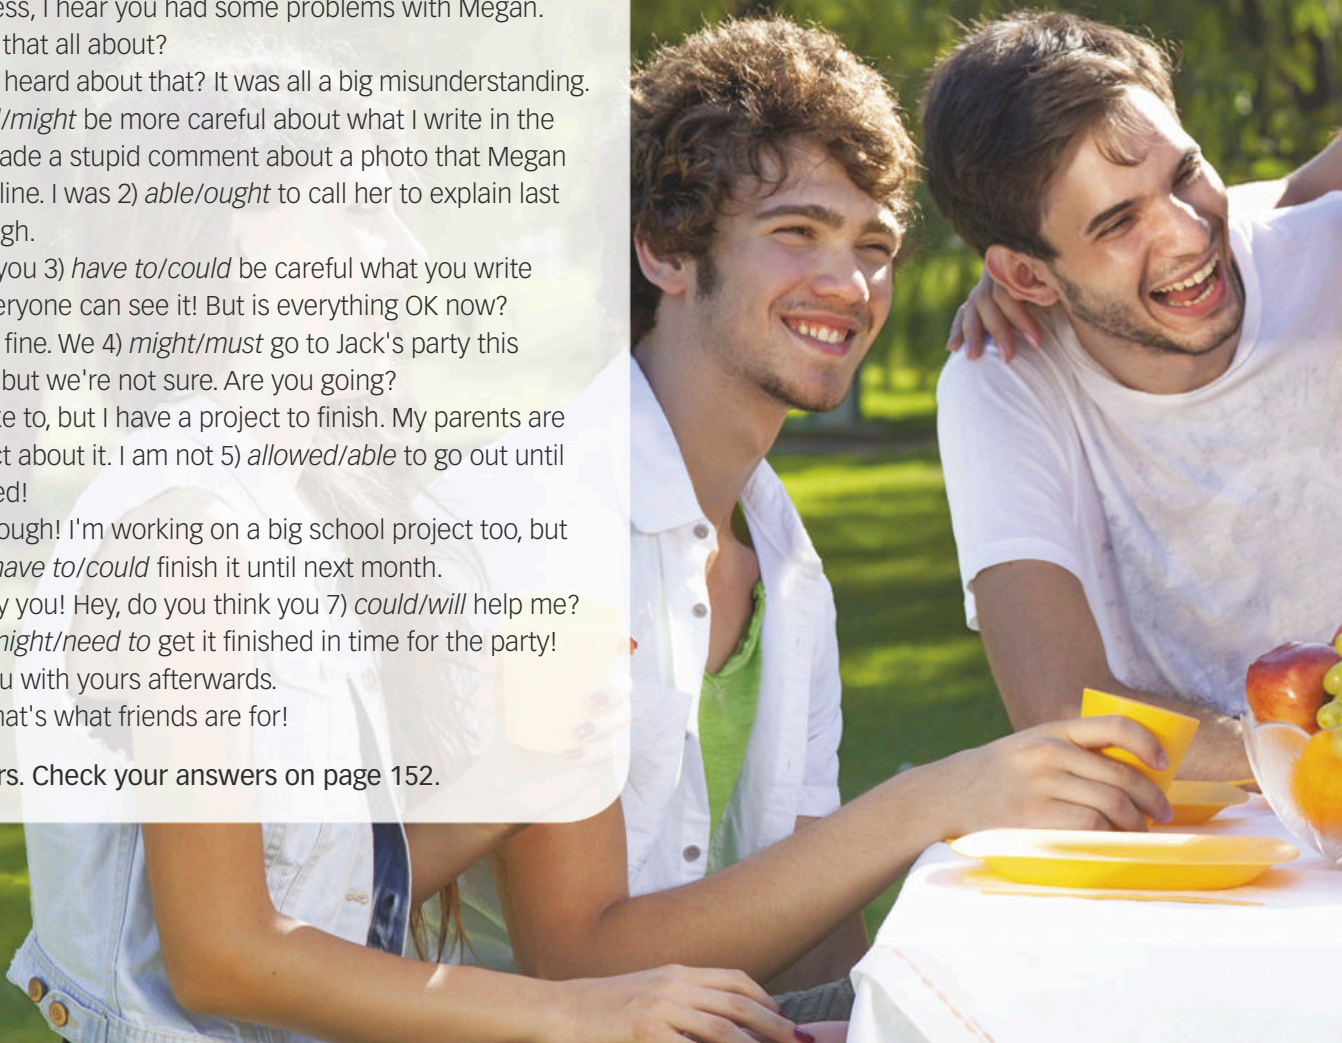 ess, I hear you had some problems with Megan.
that all about?
heard about that? It was all a big misunderstanding.
/might be more careful about what I write in the
ade a stupid comment about a photo that Megan
line. I was 2) able/ought to call her to explain last
gh.
you 3) have to/could be careful what you write
eryone can see it! But is everything OK now?
fine. We 4) might/must go to Jack's party this
but we're not sure. Are you going?
ke to, but I have a project to finish. My parents are
ct about it. I am not 5) allowed/able to go out until
ed!
ough! I'm working on a big school project too, but
have to/could finish it until next month.
y you! Hey, do you think you 7) could/will help me?
might/need to get it finished in time for the party!
u with yours afterwards.
hat's what friends are for!
rs. Check your answers on page 152.